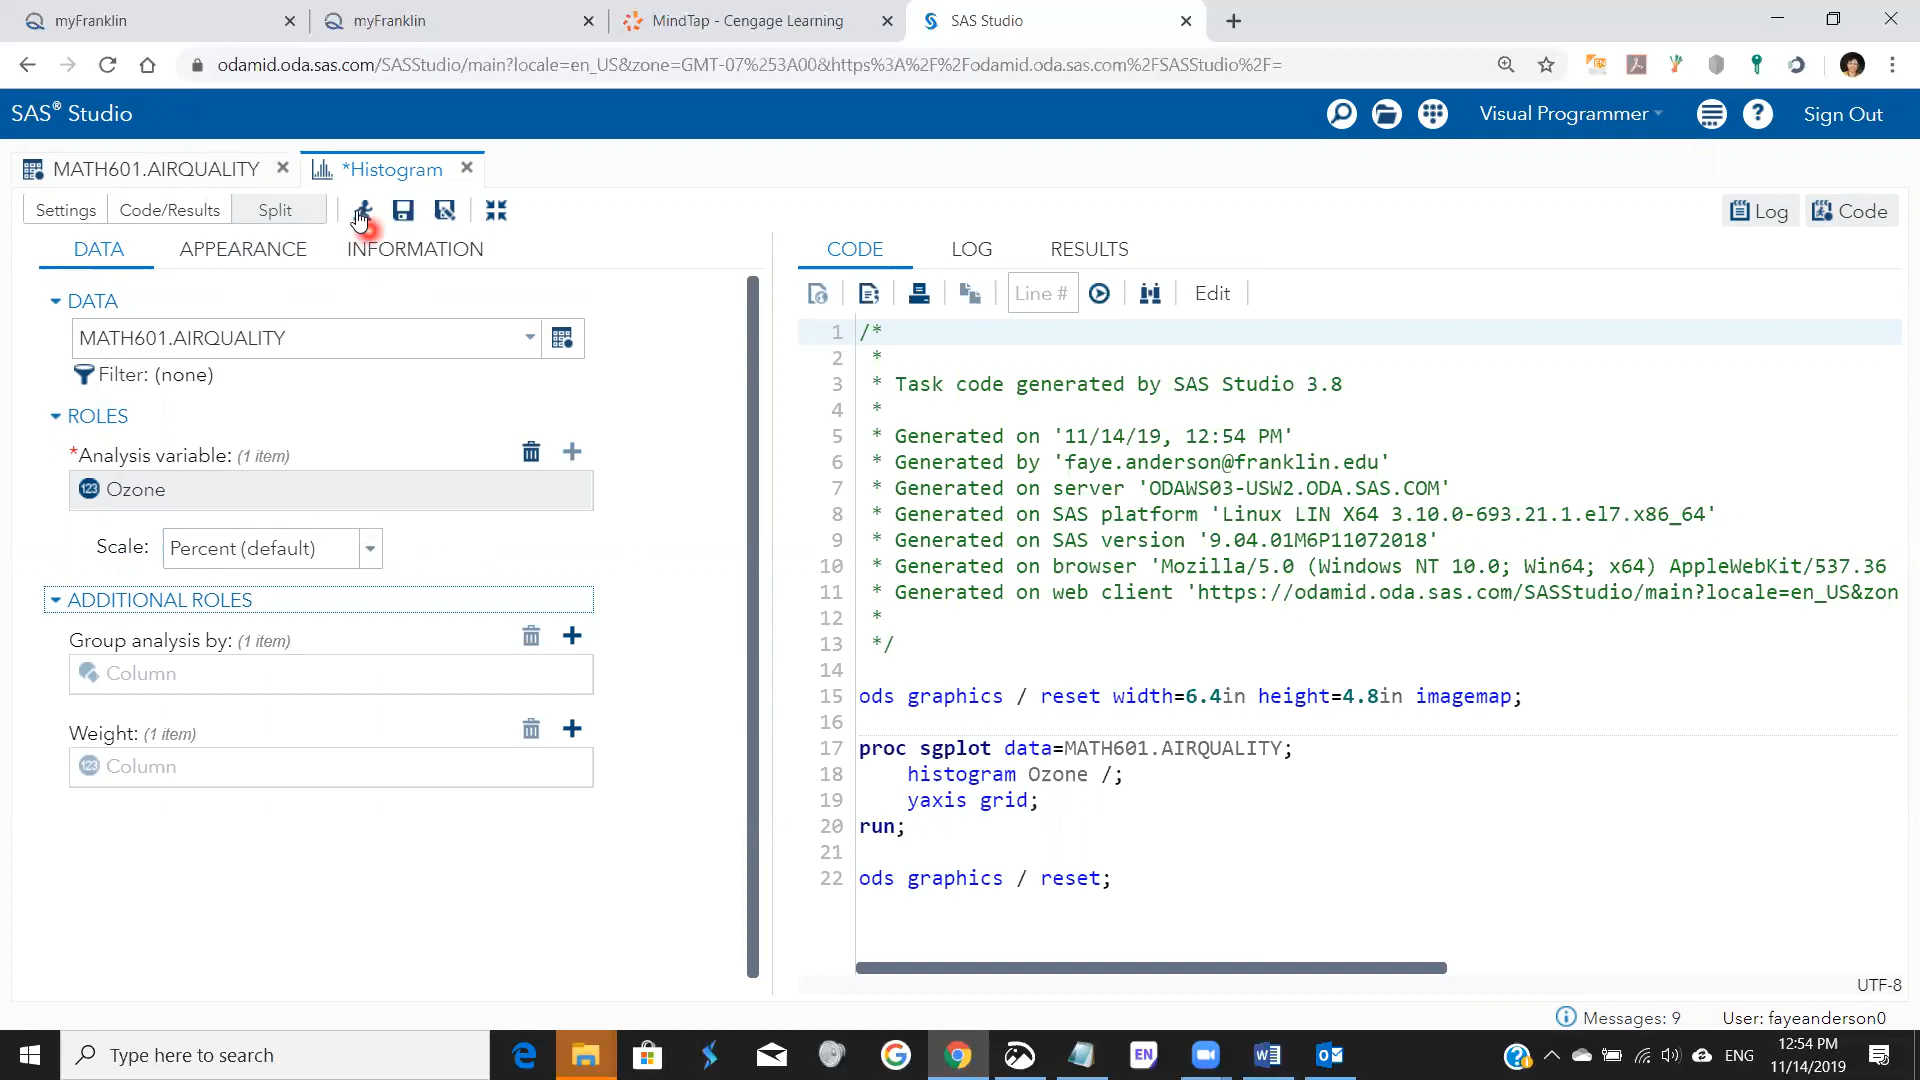 myFranklin
myFranklin
MindTap - Cengage Learning
SAS Studio
odamid.oda.sas.com/SASStudio/main?locale=en_US&zone=GMT-07%253A00&https%3A%2F%2Fodamid.oda.sas.com%2FSASStudio%2F=
SAS® Studio
Visual Programmer
Sign Out
MATH601.AIRQUALITY
*Histogram
Settings
Code/Results
Split
Log
Code
DATA
APPEARANCE
INFORMATION
DATA
MATH601.AIRQUALITY
Filter: (none)
ROLES
*Analysis variable: (1 item)
123 Ozone
Scale: Percent (default)
ADDITIONAL ROLES
Group analysis by: (1 item)
Column
Weight: (1 item)
123 Column
CODE
LOG
RESULTS
Line #
Edit
1 /*
2 *
3 * Task code generated by SAS Studio 3.8
4 *
5 * Generated on '11/14/19, 12:54 PM'
6 * Generated by 'faye.anderson@franklin.edu'
7 * Generated on server 'ODAWS03-USW2.ODA.SAS.COM'
8 * Generated on SAS platform 'Linux LIN X64 3.10.0-693.21.1.el7.x86_64'
9 * Generated on SAS version '9.04.01M6P11072018'
10 * Generated on browser 'Mozilla/5.0 (Windows NT 10.0; Win64; x64) AppleWebKit/537.36
11 * Generated on web client 'https://odamid.oda.sas.com/SASStudio/main?locale=en_US&zon
12 *
13 */
14
15 ods graphics / reset width=6.4in height=4.8in imagemap;
16
17 proc sgplot data=MATH601.AIRQUALITY;
18 histogram Ozone /;
19 yaxis grid;
20 run;
21
22 ods graphics / reset;
UTF-8
Messages: 9
User: fayeanderson0
Type here to search
EN
ENG
12:54 PM
11/14/2019